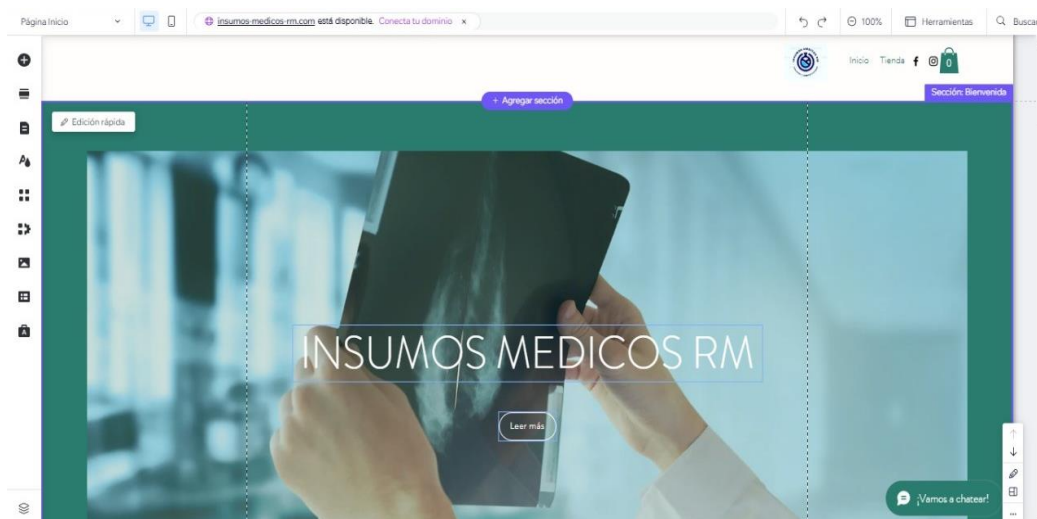 Página Inicio
insumos-medicos-rm.com está disponible. Conecta tu dominio x
100%
Herramientas
Buscar
Inicio Tienda
0
+ Agregar sección
Sección: Bienvenida
Edición rápida
INSUMOS MEDICOS RM
Leer más
¡Vamos a chatear!